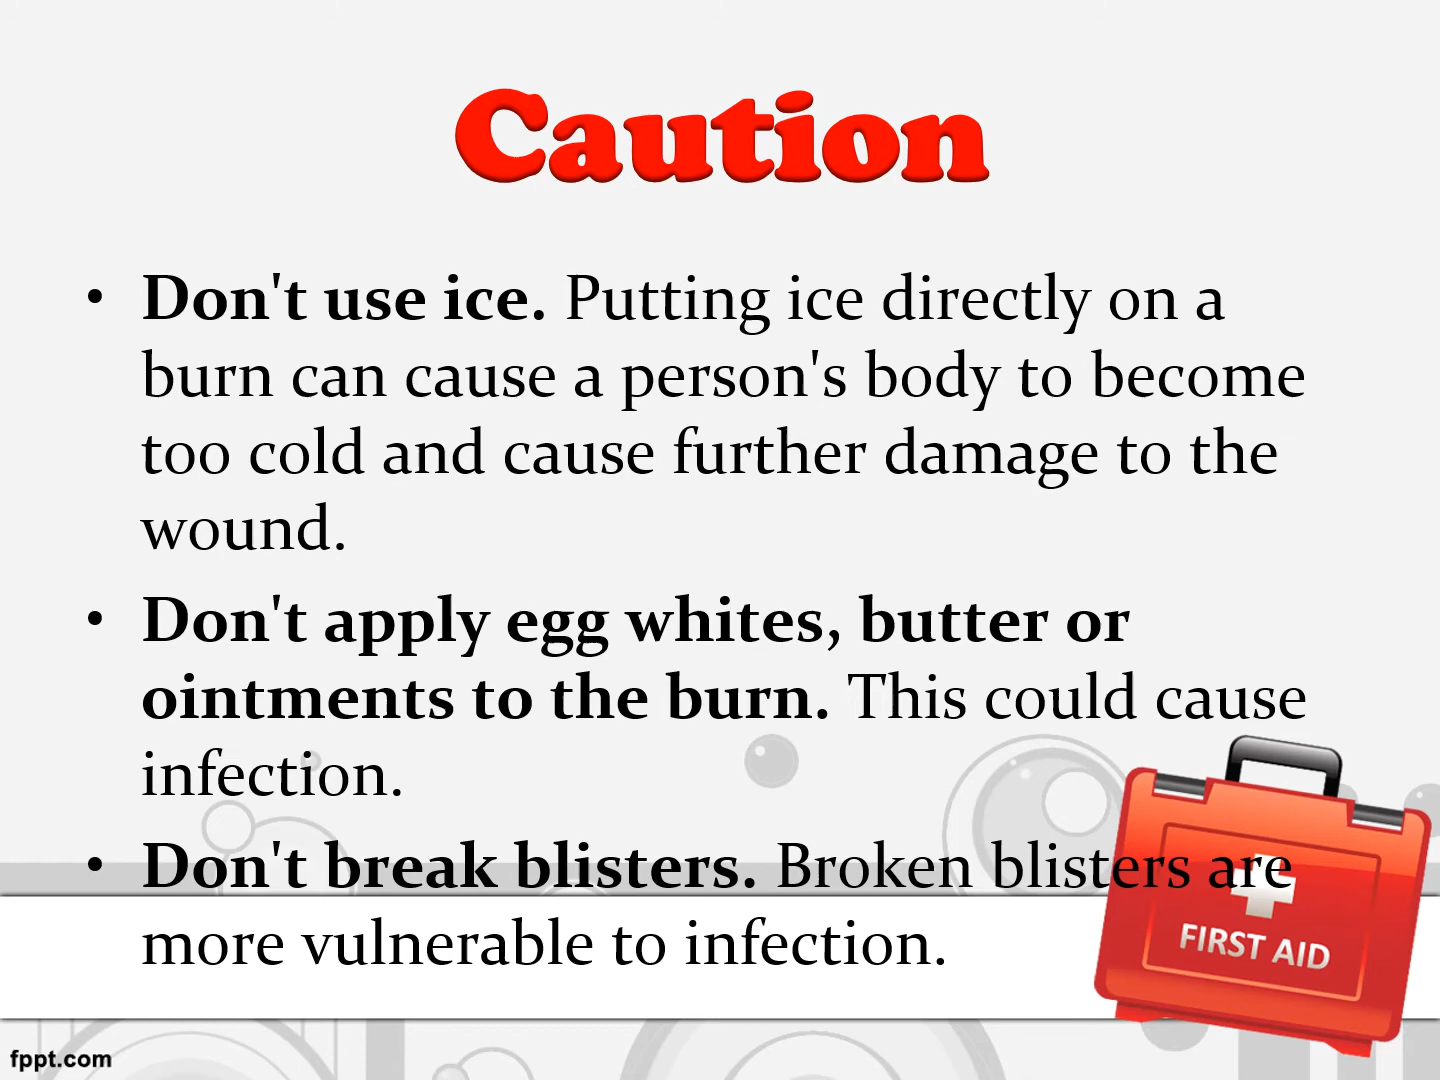 Caution
• Don't use ice. Putting ice directly on a
burn can cause a person's body to become
too cold and cause further damage to the
wound.
• Don't apply egg whites, butter or
ointments to the burn. This could cause
infection.
• Don't break blisters. Broken blisters are
more vulnerable to infection.
FIRST AID
fppt.com